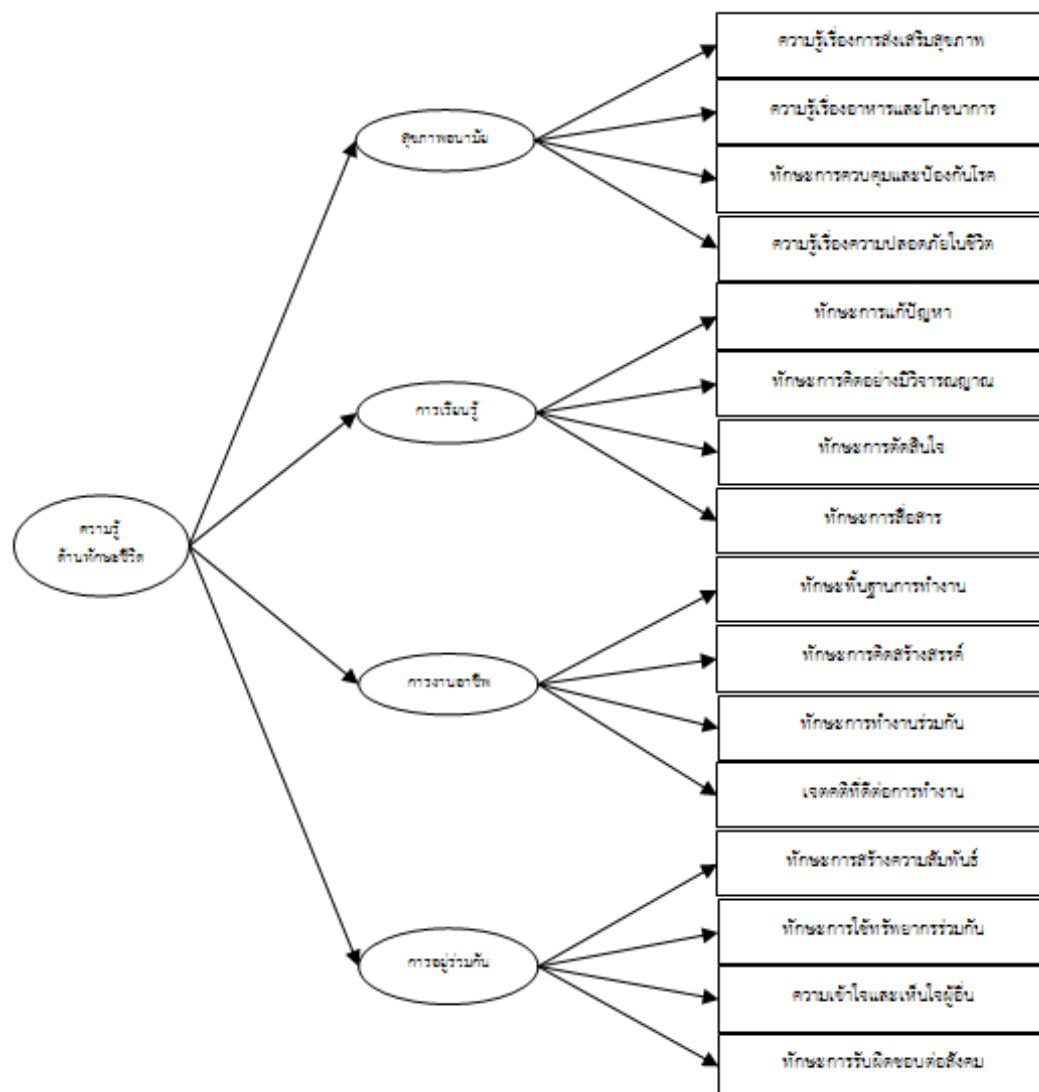 ความรู้เรื่องการส่งเสริมสุขภาพ
ความรู้เรื่องอาหารและโภชนาการ
สุขภาพอนามัย
ทักษะการควบคุมและป้องกันโรค
ความรู้เรื่องความปลอดภัยในชีวิต
ทักษะการแก้ปัญหา
ทักษะการคิดอย่างมีวิจารณญาณ
การเรียนรู้
ทักษะการตัดสินใจ
ทักษะการสื่อสาร
ความรู้
ด้านทักษะชีวิต
ทักษะพื้นฐานการทำงาน
ทักษะการคิดสร้างสรรค์
การงานอาชีพ
ทักษะการทำงานร่วมกัน
เจตคติที่ดีต่อการทำงาน
ทักษะการสร้างความสัมพันธ์
ทักษะการใช้ทรัพยากรร่วมกัน
การอยู่ร่วมกัน
ความเข้าใจและเห็นใจผู้อื่น
ทักษะการรับผิดชอบต่อสังคม